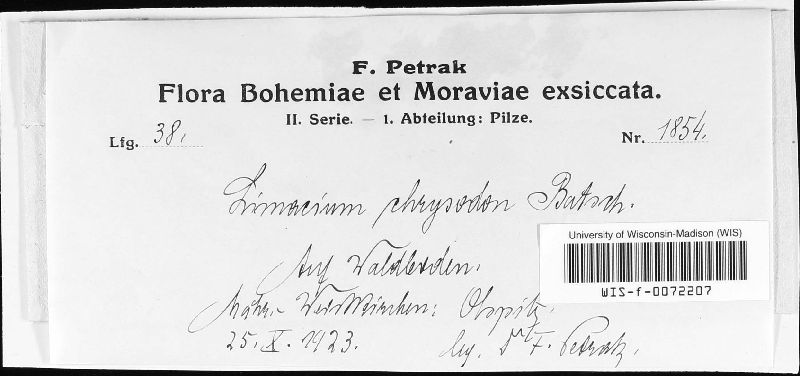 F. Petrak
Flora Bohemiae et Moraviae exsiccata.
II. Serie. — 1. Abteilung: Pilze.
Lfg. 38.
Nr. 1854.
Limacium chrysodon Batsch.
University of Wisconsin-Madison (WIS)
WIS-f-0072207
Auf Waldboden.
Mähr. Weisskirchen:
25. X. 1923.
leg. Dr F. Petrak.